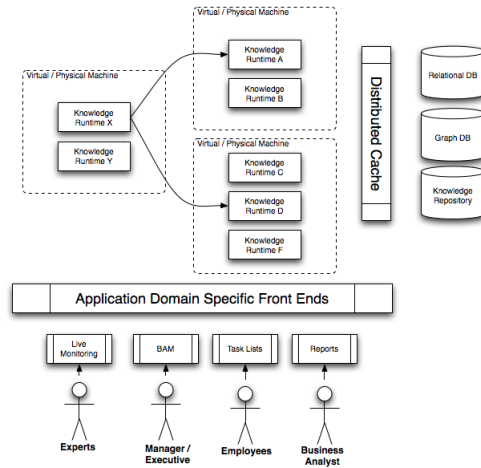 Virtual / Physical Machine
Knowledge
Runtime A
Knowledge
Runtime B
Virtual / Physical Machine
Knowledge
Runtime X
Knowledge
Runtime Y
Virtual / Physical Machine
Knowledge
Runtime C
Knowledge
Runtime D
Knowledge
Runtime F
Distributed Cache
Relational DB
Graph DB
Knowledge
Repository
Application Domain Specific Front Ends
Live
Monitoring
BAM
Task Lists
Reports
Experts
Manager /
Executive
Employees
Business
Analyst